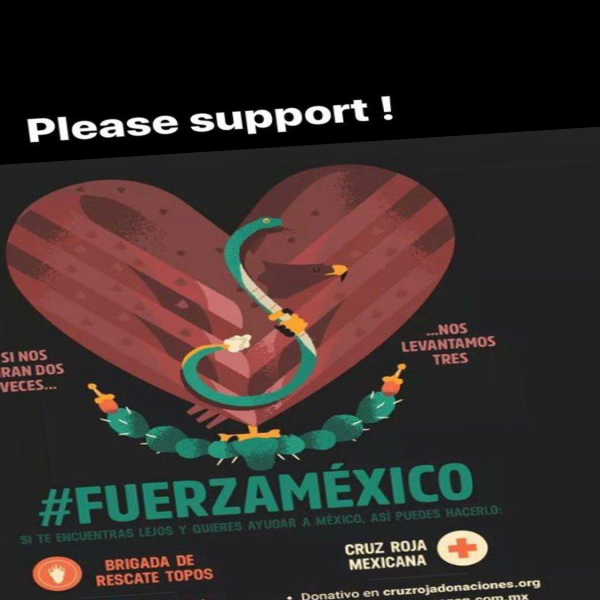 Please support !
SI NOS
DOS
VECES...
...NOS
LEVANTAMOS
TRES
#FUERZAMÉXICO
SI TE ENCUENTRAS LEJOS Y QUIERES AYUDAR A MÉXICO, ASÍ PUEDES HACERLO:
BRIGADA DE
RESCATE TOPOS
CRUZ ROJA
MEXICANA
• Donativo en cruzrojadonaciones.org